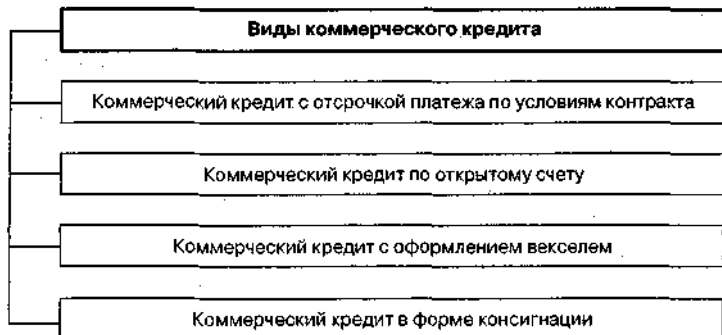 Виды коммерческого кредита
Коммерческий кредит с отсрочкой платежа по условиям контракта
Коммерческий кредит по открытому счету
Коммерческий кредит с оформлением векселем
Коммерческий кредит в форме консигнации